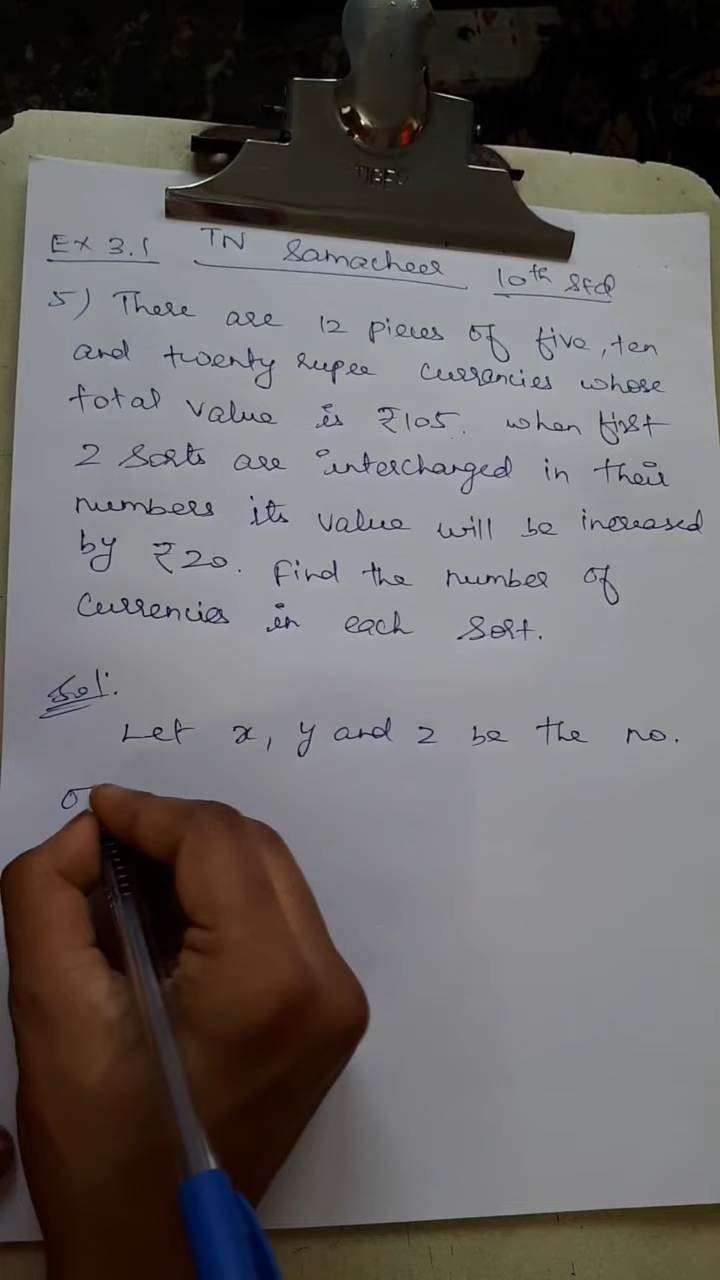 Ex 3.1 TN Samacheer 10th Std
5) There are 12 pieces of five, ten
and twenty rupee currencies whose
total value is ₹105. when first
2 sorts are interchanged in their
numbers its value will be increased
by ₹20. Find the number of
currencies in each sort.
Sol:
Let x, y and z be the no.